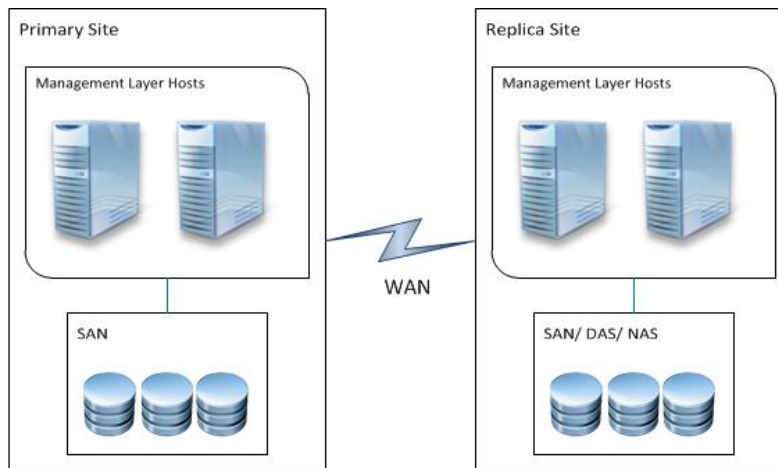 Primary Site
Management Layer Hosts
SAN
WAN
Replica Site
Management Layer Hosts
SAN/ DAS/ NAS